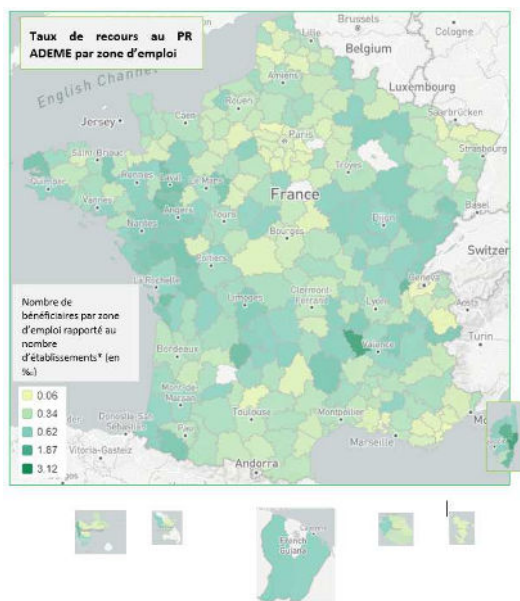 Taux de recours au PR
ADEME par zone d'emploi
Brussels
Cologne
Lille
Belgium
English Channel
Amiens
Luxembourg
Rouen
Jersey
Caen
Saarbrücken
Paris
Strasbourg
Saint-Brieuc
Quimper
Rennes
Laval
Le Mans
Troyes
Vannes
Angers
Tours
France
Basel
Nantes
Bourges
Dijon
Switzer
Poitiers
La Rochelle
Geneva
Nombre de
bénéficiaires par zone
d'emploi rapporté au
nombre
d'établissements* (en
‰)
Limoges
Clermont-
Ferrand
Lyon
Aosta
Turin
Valence
Bordeaux
0.06
0.34
0.62
1.87
3.12
Mont-de-
Marsan
Donostia-San
Sebastián
Toulouse
Montpellier
Mo
Pau
Marseille
Vitoria-Gasteiz
Andorra
Cayenne
French
Guiana